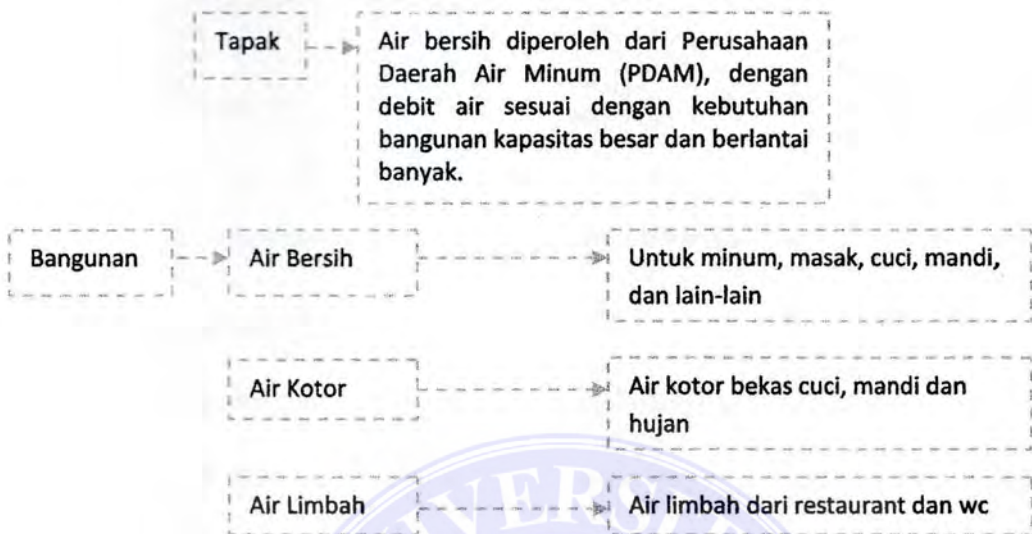 Tapak
Air bersih diperoleh dari Perusahaan
Daerah Air Minum (PDAM), dengan
debit air sesuai dengan kebutuhan
bangunan kapasitas besar dan berlantai
banyak.
Bangunan
Air Bersih
Untuk minum, masak, cuci, mandi,
dan lain-lain
Air Kotor
Air kotor bekas cuci, mandi dan
hujan
Air Limbah
Air limbah dari restaurant dan wc